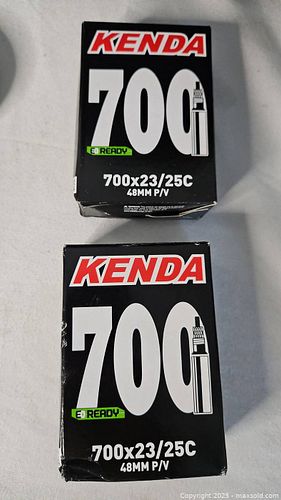 KENDA
700
E READY
700x23/25C
48MM P/V
KENDA
700
E READY
700x23/25C
48MM P/V
Copyright 2023 - maxsold.com